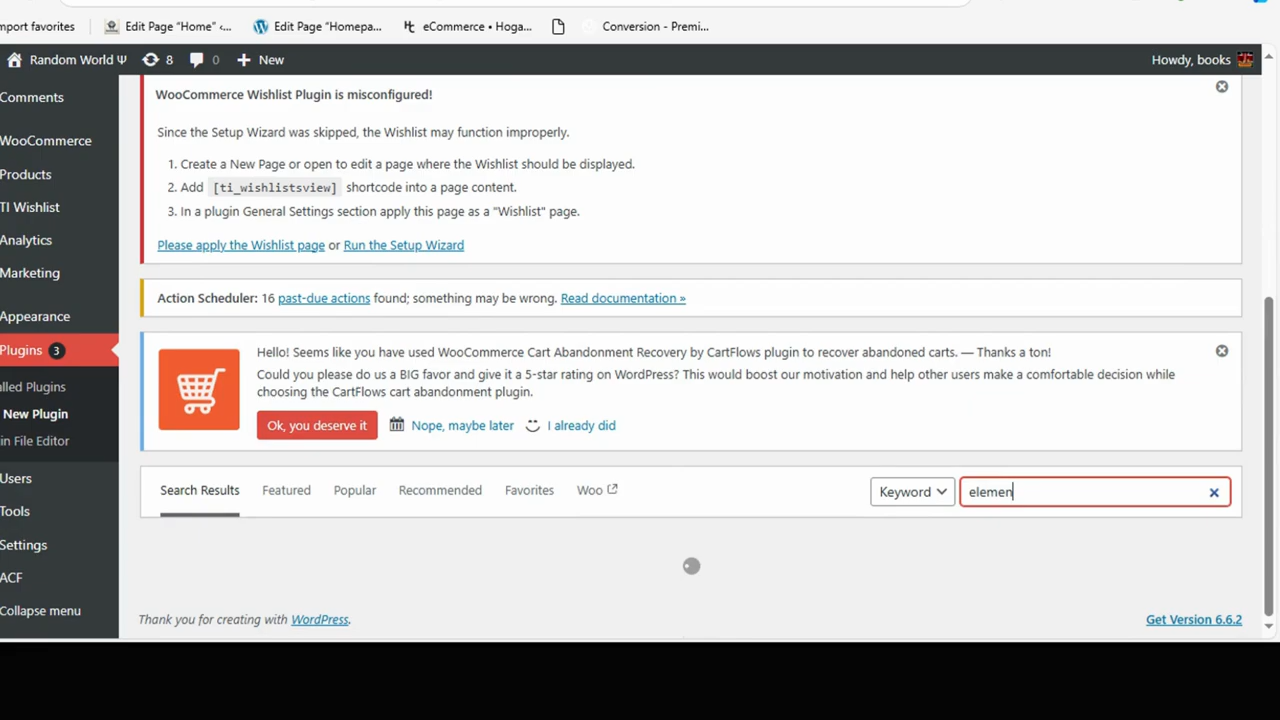 mport favorites
Edit Page "Home" ‹...
Edit Page "Homepa...
eCommerce • Hoga...
Conversion - Premi...
Random World Ψ
8
0
New
Howdy, books
Comments
WooCommerce
Products
TI Wishlist
Analytics
Marketing
Appearance
Plugins 3
alled Plugins
New Plugin
in File Editor
Users
Tools
Settings
ACF
Collapse menu
WooCommerce Wishlist Plugin is misconfigured!
Since the Setup Wizard was skipped, the Wishlist may function improperly.
1. Create a New Page or open to edit a page where the Wishlist should be displayed.
2. Add [ti_wishlistsview] shortcode into a page content.
3. In a plugin General Settings section apply this page as a "Wishlist" page.
Please apply the Wishlist page or Run the Setup Wizard
Action Scheduler: 16 past-due actions found; something may be wrong. Read documentation »
Hello! Seems like you have used WooCommerce Cart Abandonment Recovery by CartFlows plugin to recover abandoned carts. — Thanks a ton!
Could you please do us a BIG favor and give it a 5-star rating on WordPress? This would boost our motivation and help other users make a comfortable decision while
choosing the CartFlows cart abandonment plugin.
Ok, you deserve it
Nope, maybe later
I already did
Search Results
Featured
Popular
Recommended
Favorites
Woo
Keyword
elemen
Thank you for creating with WordPress.
Get Version 6.6.2